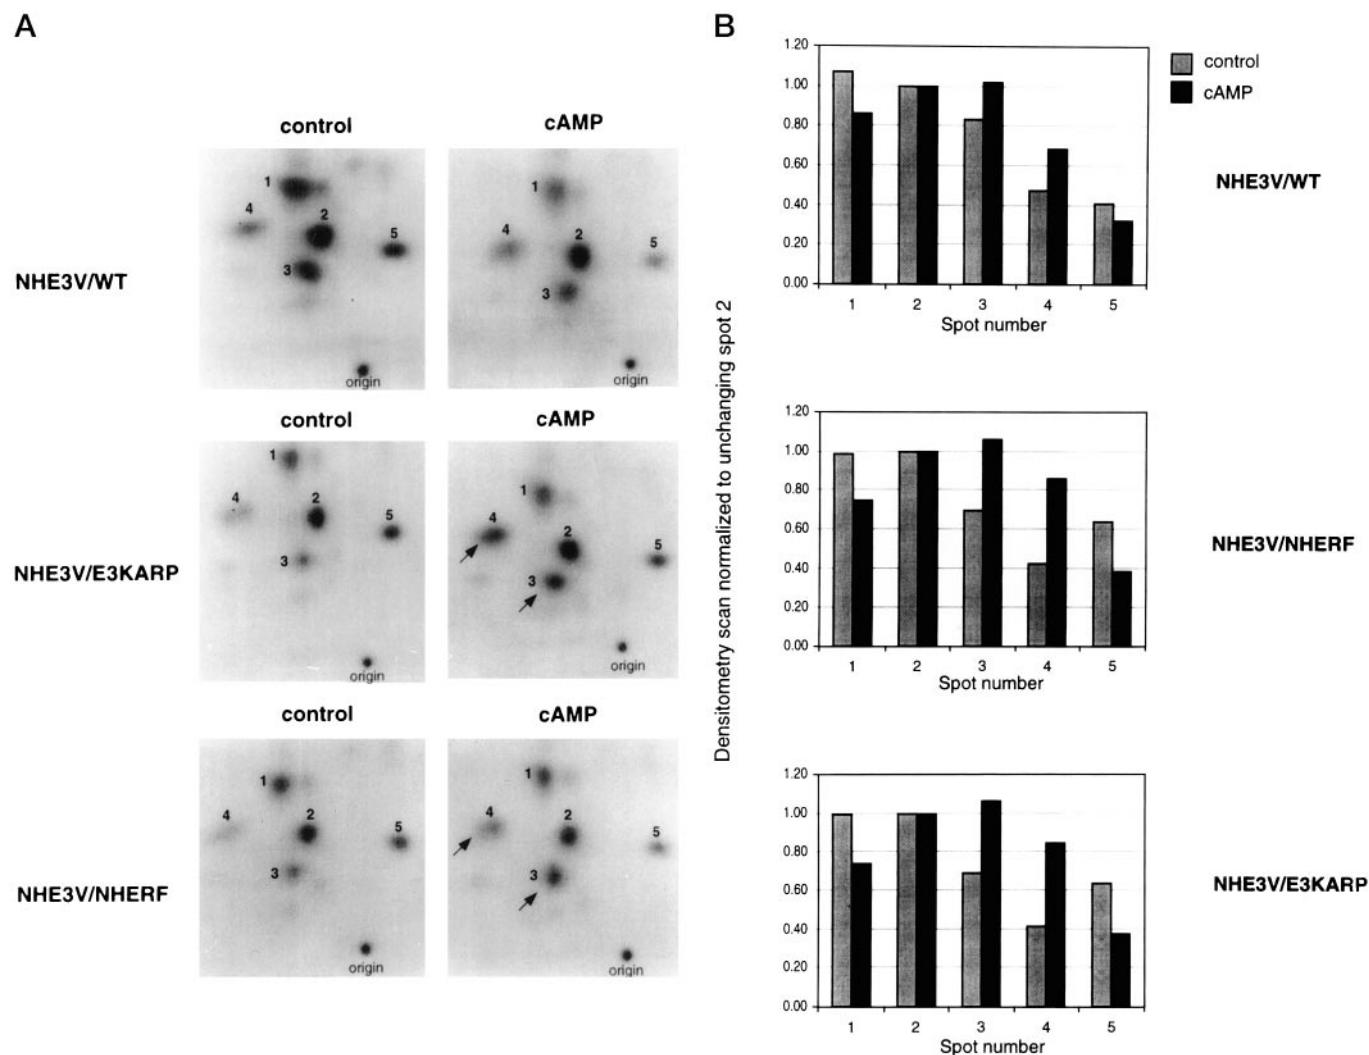 A
control
cAMP
NHE3V/WT
1
2
3
4
5
origin
1
2
3
4
5
origin
control
cAMP
NHE3V/E3KARP
1
2
3
4
5
origin
1
2
3
4
5
origin
control
cAMP
NHE3V/NHERF
1
2
3
4
5
origin
1
2
3
4
5
origin
B
Densitometry scan normalized to unchanging spot 2
control
cAMP
1.20
1.00
0.80
0.60
0.40
0.20
0.00
1 2 3 4 5
Spot number
NHE3V/WT
1.20
1.00
0.80
0.60
0.40
0.20
0.00
1 2 3 4 5
Spot number
NHE3V/NHERF
1.20
1.00
0.80
0.60
0.40
0.20
0.00
1 2 3 4 5
Spot number
NHE3V/E3KARP